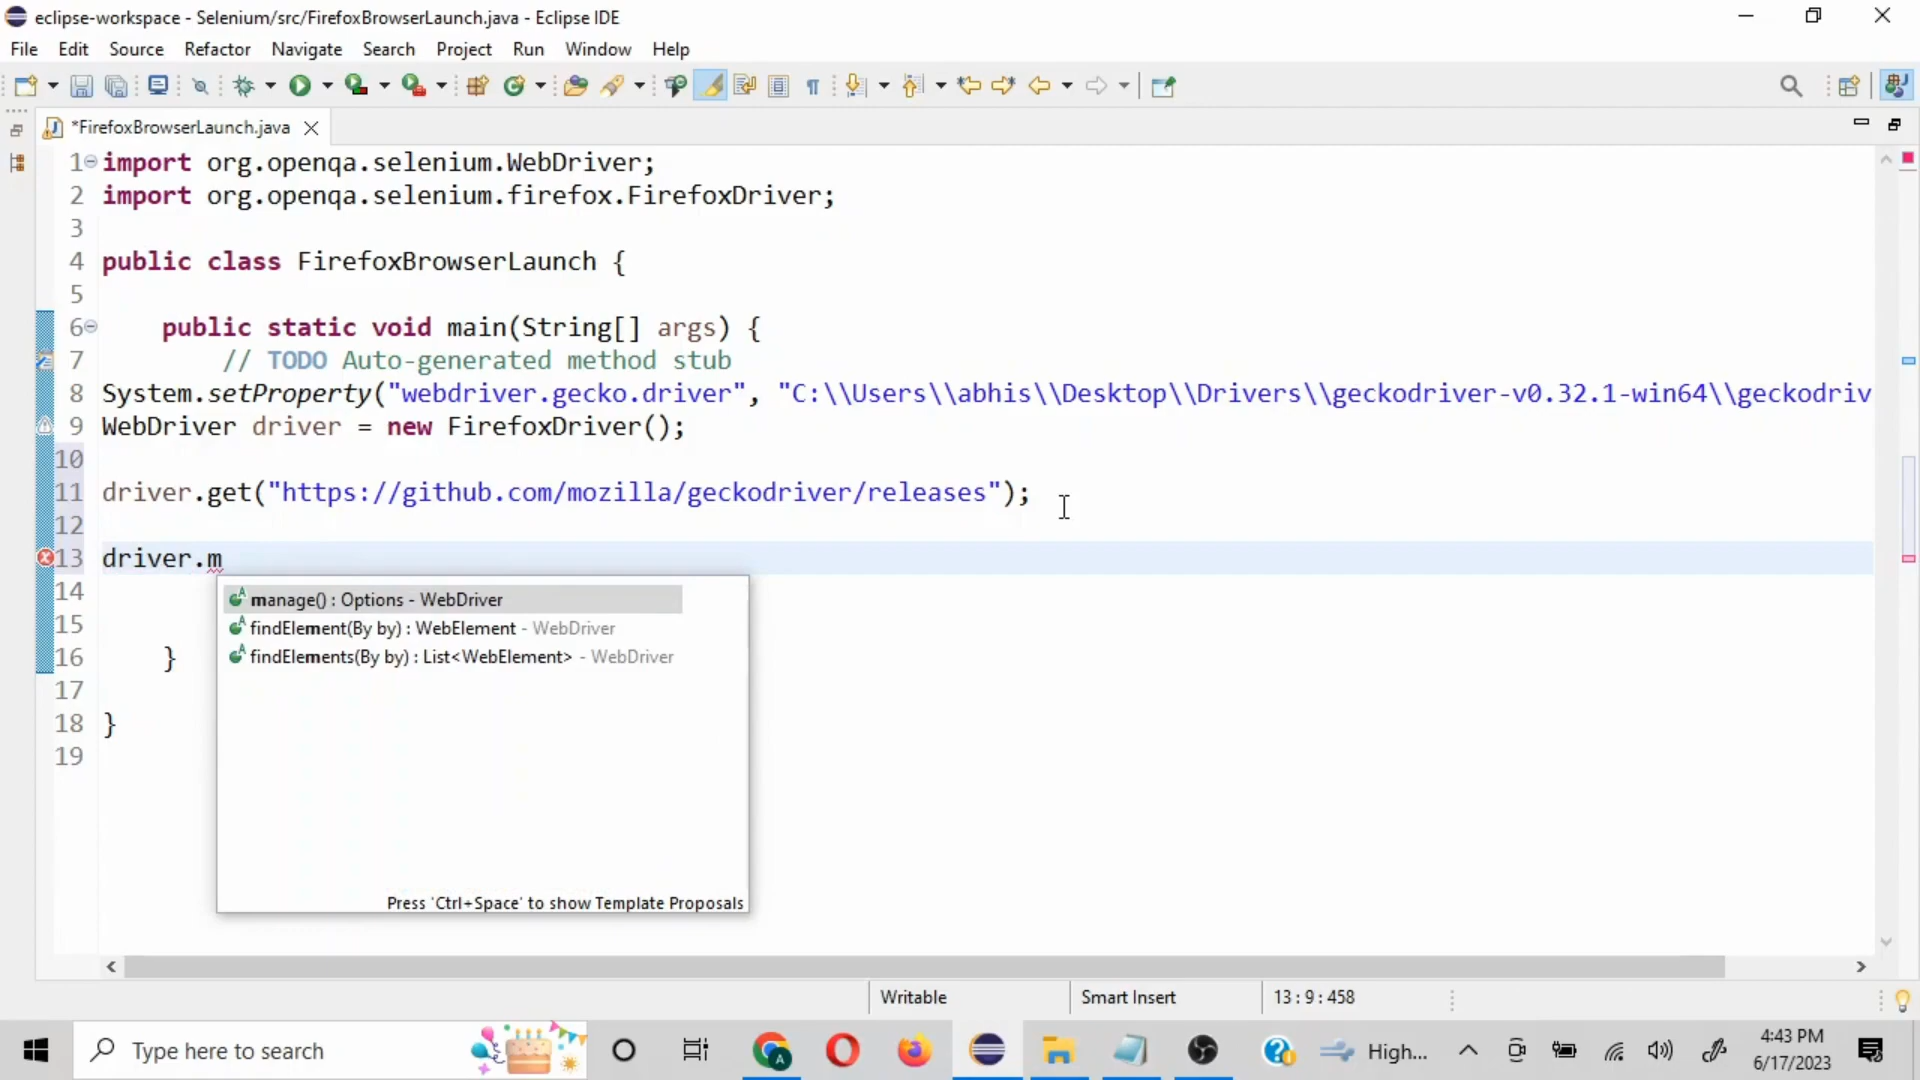 eclipse-workspace - Selenium/src/FirefoxBrowserLaunch.java - Eclipse IDE
File Edit Source Refactor Navigate Search Project Run Window Help
*FirefoxBrowserLaunch.java
1 import org.openqa.selenium.WebDriver;
2 import org.openqa.selenium.firefox.FirefoxDriver;
3
4 public class FirefoxBrowserLaunch {
5
6 public static void main(String[] args) {
7 // TODO Auto-generated method stub
8 System.setProperty("webdriver.gecko.driver", "C:\\Users\\abhis\\Desktop\\Drivers\\geckodriver-v0.32.1-win64\\geckodriv
9 WebDriver driver = new FirefoxDriver();
10
11 driver.get("https://github.com/mozilla/geckodriver/releases");
12
13 driver.m
14 manage() : Options - WebDriver
15 findElement(By by) : WebElement - WebDriver
16 } findElements(By by) : List<WebElement> - WebDriver
17
18 }
19
Press 'Ctrl+Space' to show Template Proposals
Writable Smart Insert 13 : 9 : 458
Type here to search High... 4:43 PM
6/17/2023